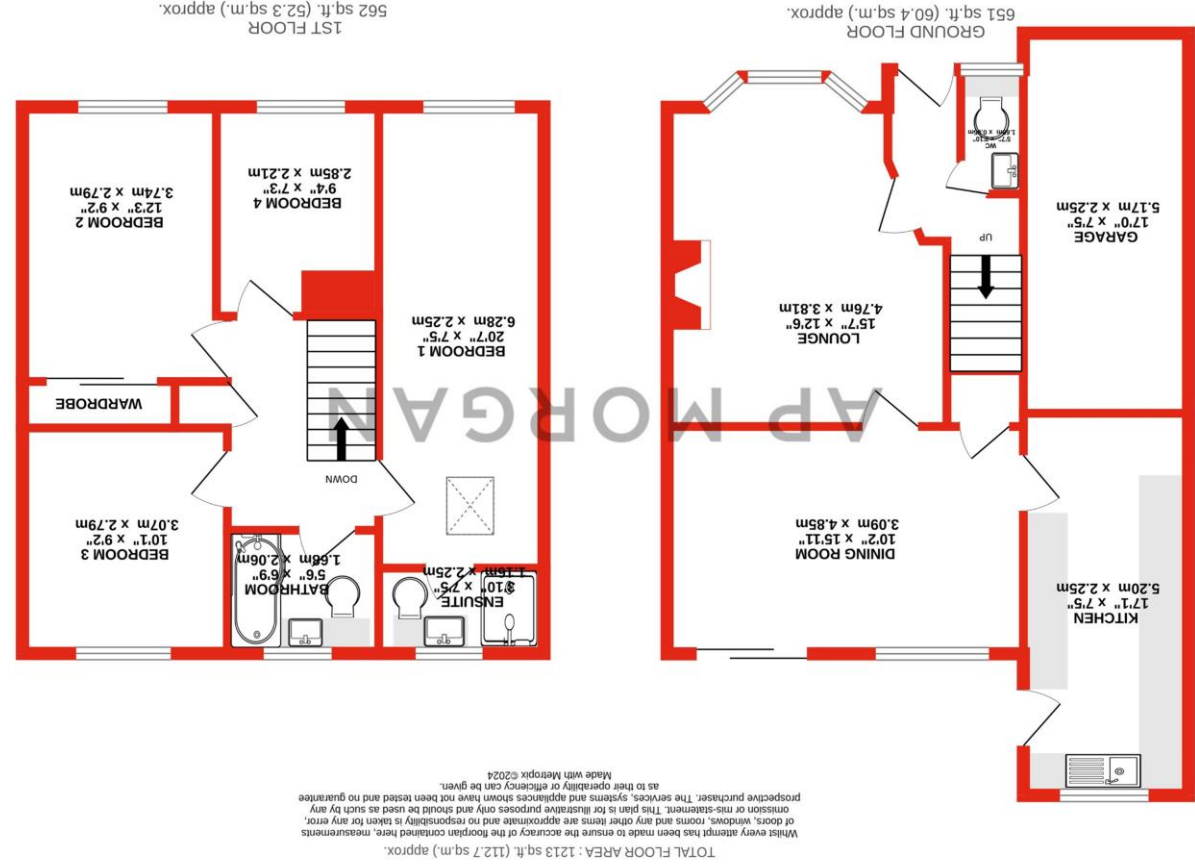 TOTAL FLOOR AREA : 1213 sq.ft. (112.7 sq.m.) approx.
Whilst every attempt has been made to ensure the accuracy of the floorplan contained here, measurements
of doors, windows, rooms and any other items are approximate and no responsibility is taken for any error,
omission or mis-statement. This plan is for illustrative purposes only and should be used as such by any
prospective purchaser. The services, systems and appliances shown have not been tested and no guarantee
as to their operability or efficiency can be given.
Made with Metropix ©2024
KITCHEN
17'1" x 7'5"
5.20m x 2.25m
DINING ROOM
10'2" x 15'11"
3.09m x 4.85m
LOUNGE
15'7" x 12'6"
4.76m x 3.81m
UP
GARAGE
17'0" x 7'5"
5.17m x 2.25m
WC
GROUND FLOOR
651 sq.ft. (60.4 sq.m.) approx.
ENSUITE
3'10" x 7'5"
1.16m x 2.25m
BATHROOM
5'6" x 6'9"
1.68m x 2.06m
BEDROOM 3
10'1" x 9'2"
3.07m x 2.79m
DOWN
WARDROBE
BEDROOM 1
20'7" x 7'5"
6.28m x 2.25m
BEDROOM 4
9'4" x 7'3"
2.85m x 2.21m
BEDROOM 2
12'3" x 9'2"
3.74m x 2.79m
1ST FLOOR
562 sq.ft. (52.3 sq.m.) approx.
AP MORGAN